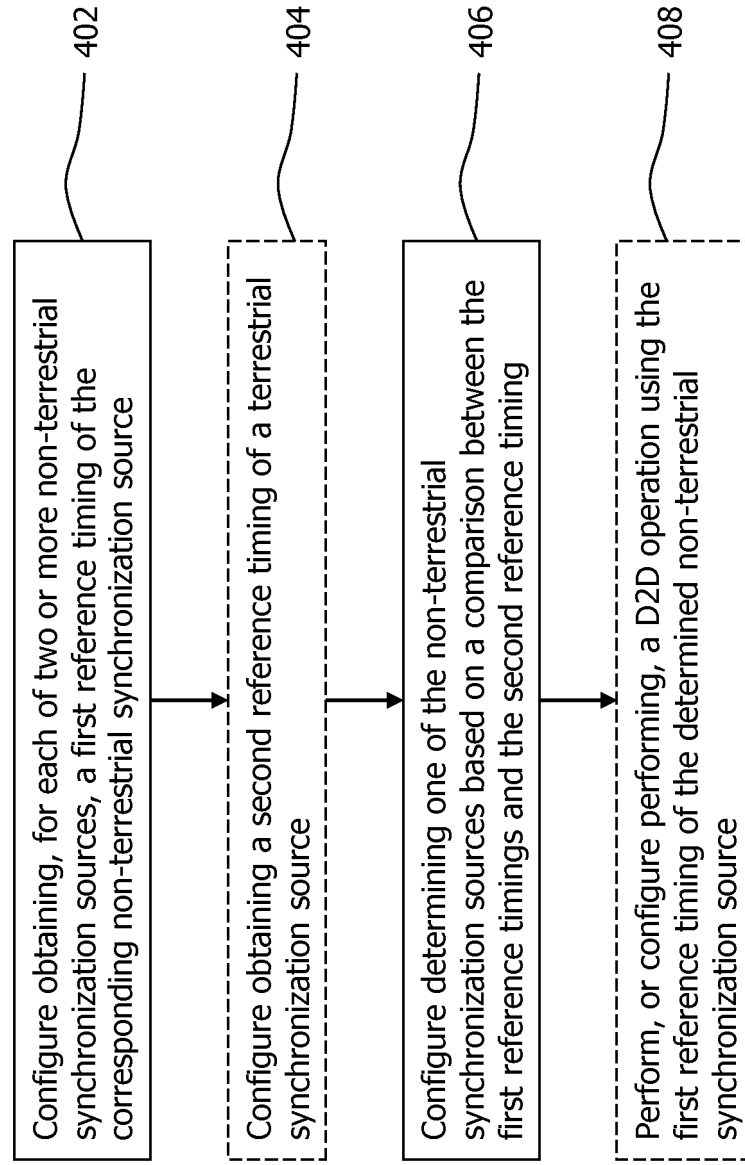 Configure obtaining, for each of two or more non-terrestrial
synchronization sources, a first reference timing of the
corresponding non-terrestrial synchronization source
402
Configure obtaining a second reference timing of a terrestrial
synchronization source
404
Configure determining one of the non-terrestrial
synchronization sources based on a comparison between the
first reference timings and the second reference timing
406
Perform, or configure performing, a D2D operation using the
first reference timing of the determined non-terrestrial
synchronization source
408